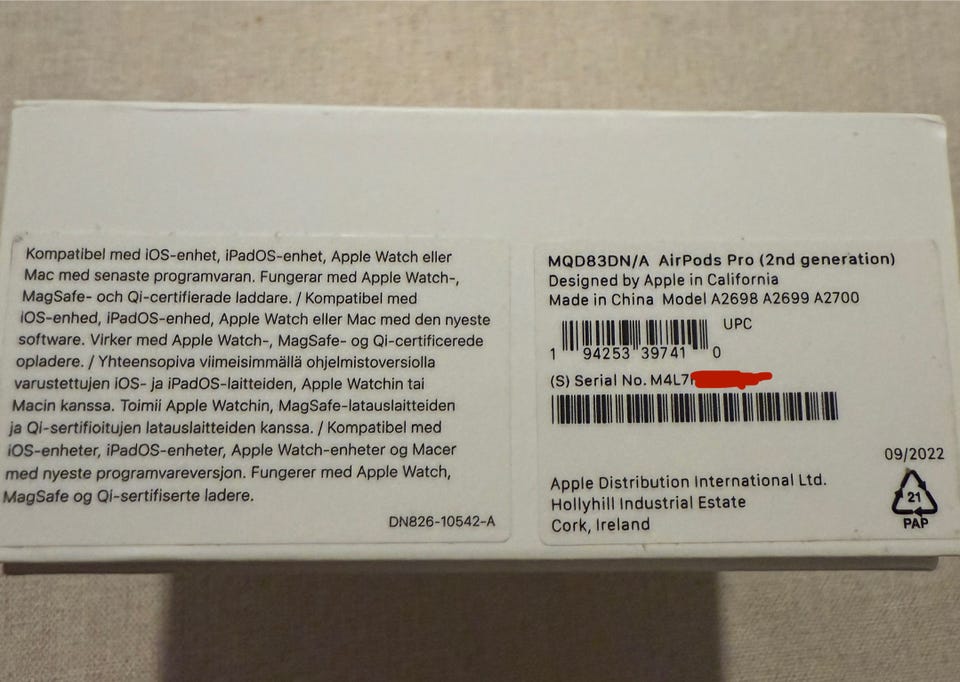 Kompatibel med iOS-enhet, iPadOS-enhet, Apple Watch eller
Mac med senaste programvaran. Fungerar med Apple Watch-,
MagSafe- och Qi-certifierade laddare. / Kompatibel med
iOS-enhed, iPadOS-enhed, Apple Watch eller Mac med den nyeste
software. Virker med Apple Watch-, MagSafe- og Qi-certificerede
opladere. / Yhteensopiva viimeisimmällä ohjelmistoversiolla
varustettujen iOS- ja iPadOS-laitteiden, Apple Watchin tai
Macin kanssa. Toimii Apple Watchin, MagSafe-latauslaitteiden
ja Qi-sertifioitujen latauslaitteiden kanssa. / Kompatibel med
iOS-enheter, iPadOS-enheter, Apple Watch-enheter og Macer
med nyeste programvareversjon. Fungerer med Apple Watch,
MagSafe og Qi-sertifiserte ladere.
DN826-10542-A
MQD83DN/A AirPods Pro (2nd generation)
Designed by Apple in California
Made in China Model A2698 A2699 A2700
UPC
1 94253 39741 0
(S) Serial No. M4L7
09/2022
Apple Distribution International Ltd.
Hollyhill Industrial Estate
Cork, Ireland
21
PAP